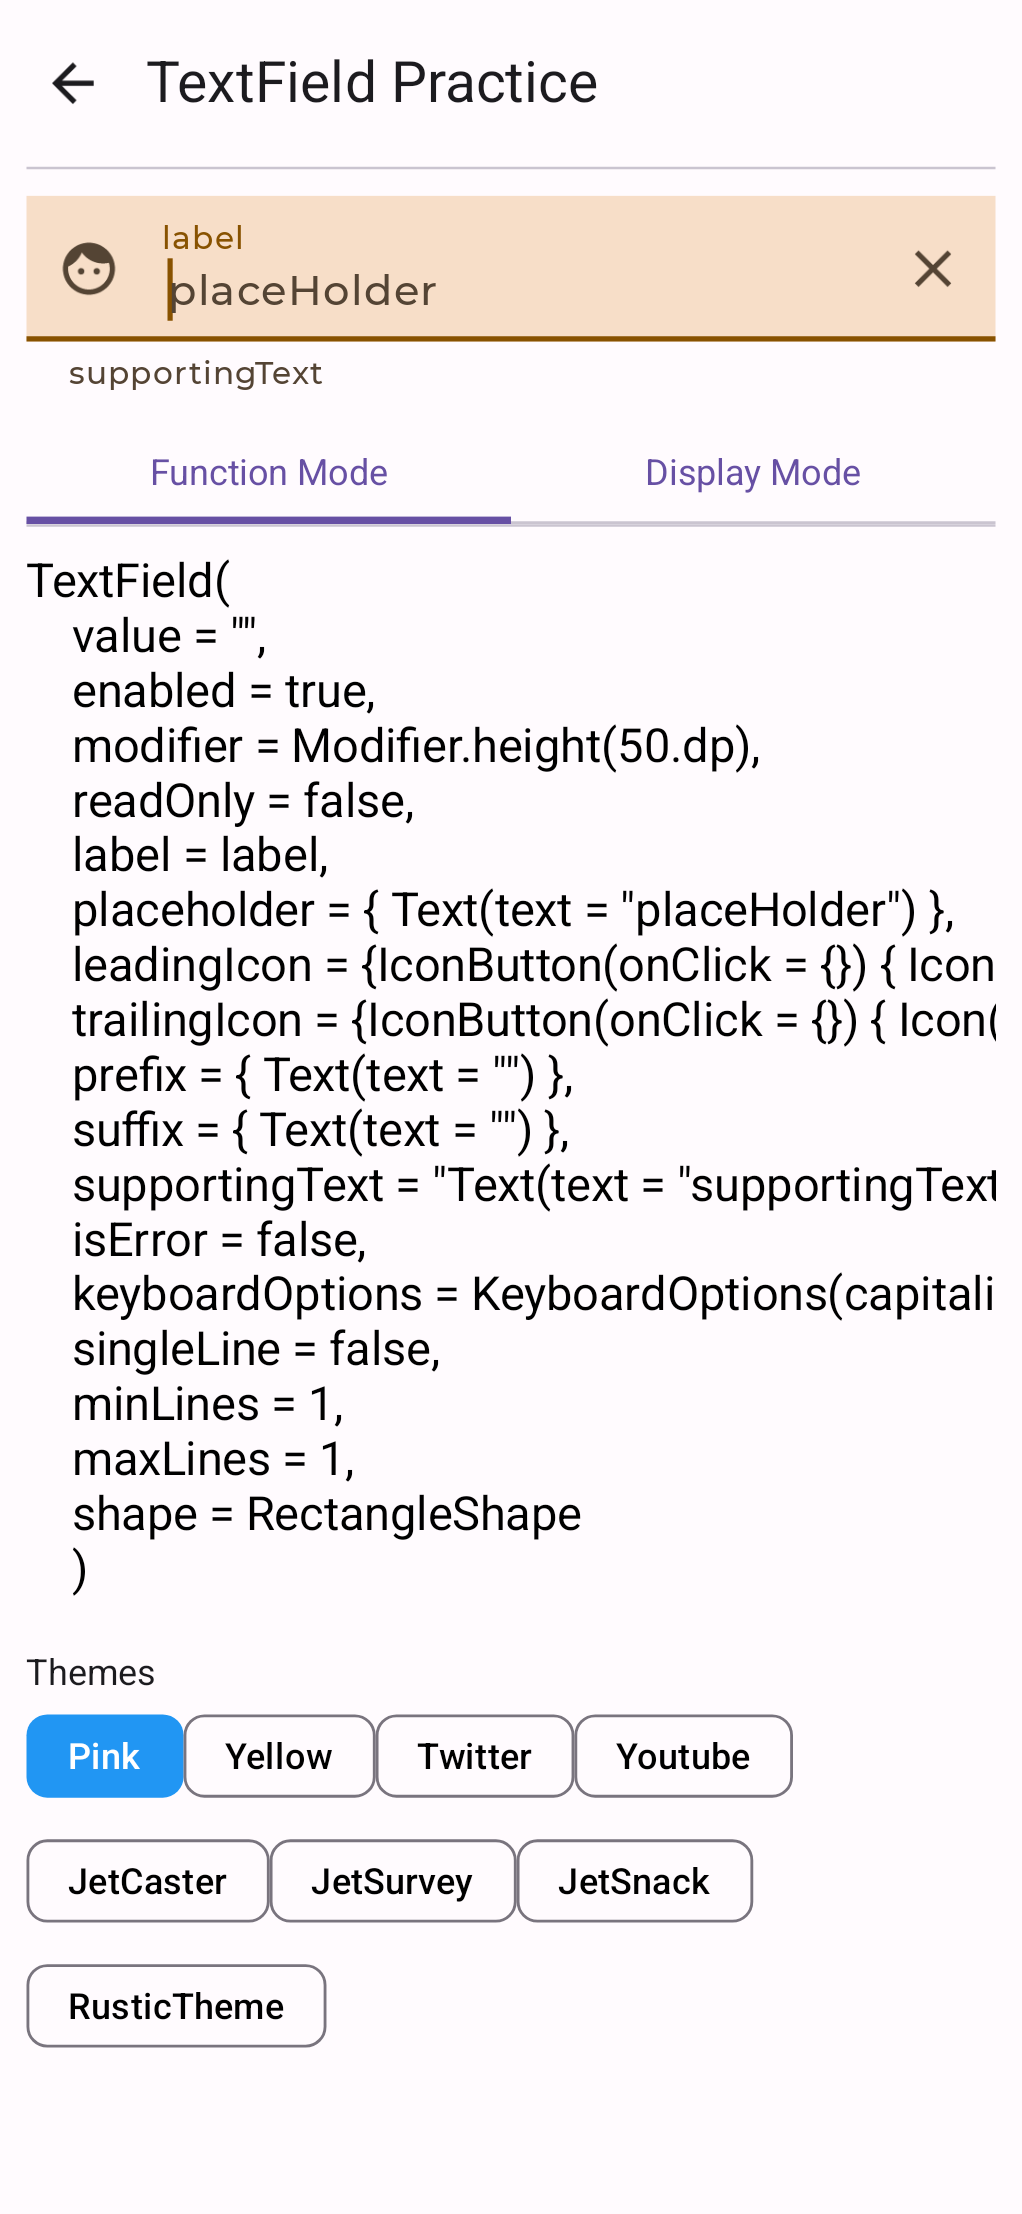 TextField Practice
label
placeHolder
supportingText
Function Mode Display Mode
TextField(
value = "",
enabled = true,
modifier = Modifier.height(50.dp),
readOnly = false,
label = label,
placeholder = { Text(text = "placeHolder") },
leadingIcon = {IconButton(onClick = {}) { Icon
trailingIcon = {IconButton(onClick = {}) { Icon(
prefix = { Text(text = "") },
suffix = { Text(text = "") },
supportingText = "Text(text = "supportingText
isError = false,
keyboardOptions = KeyboardOptions(capitali
singleLine = false,
minLines = 1,
maxLines = 1,
shape = RectangleShape
)
Themes
Pink Yellow Twitter Youtube
JetCaster JetSurvey JetSnack
RusticTheme